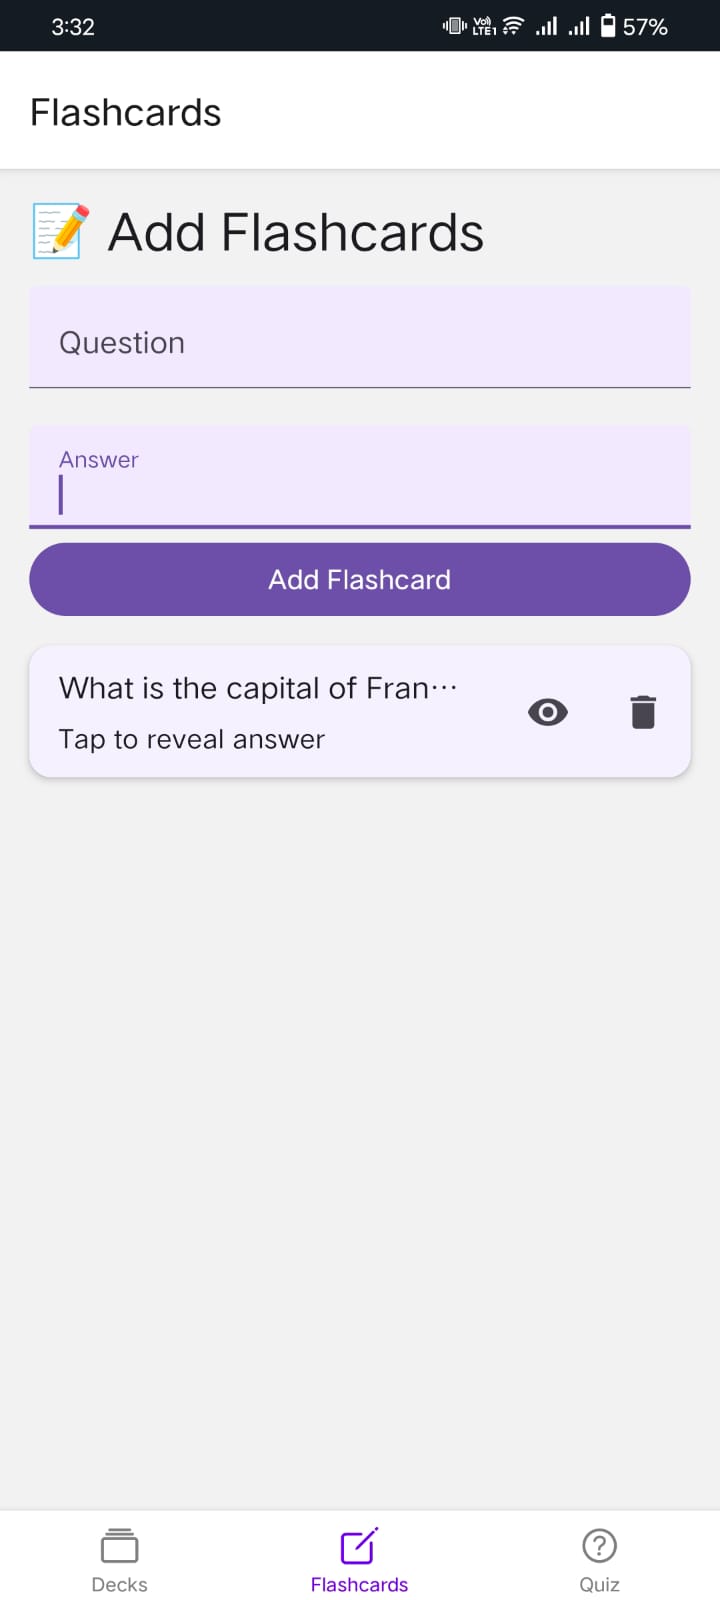 3:32 Vo) LTE1 57%
Flashcards
📝 Add Flashcards
Question
Answer
Add Flashcard
What is the capital of Fran···
Tap to reveal answer
Decks Flashcards Quiz